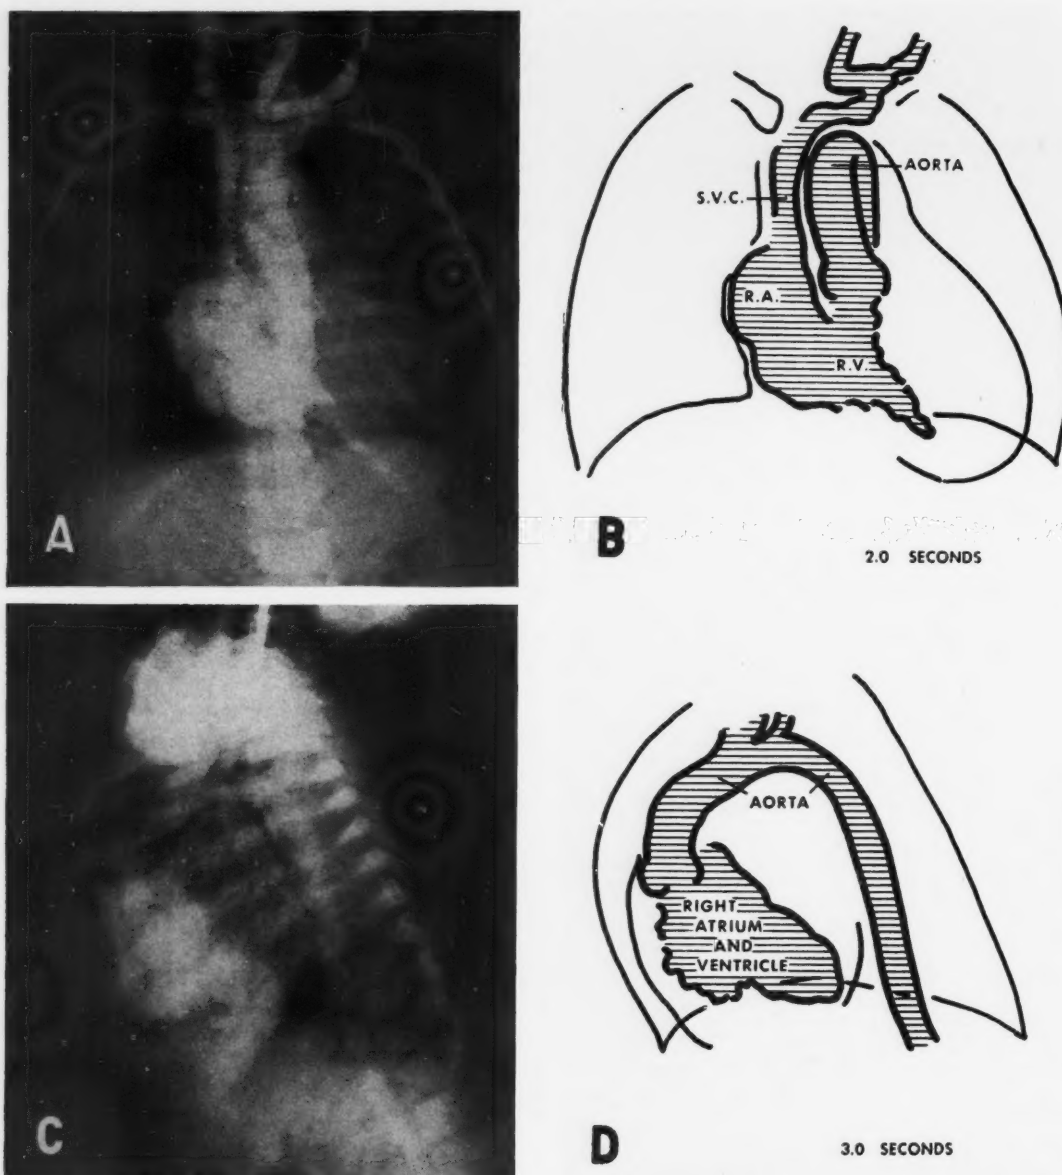 A
AORTA
S.V.C.
R.A.
R.V.
B
2.0 SECONDS
C
AORTA
RIGHT
ATRIUM
AND
VENTRICLE
D
3.0 SECONDS